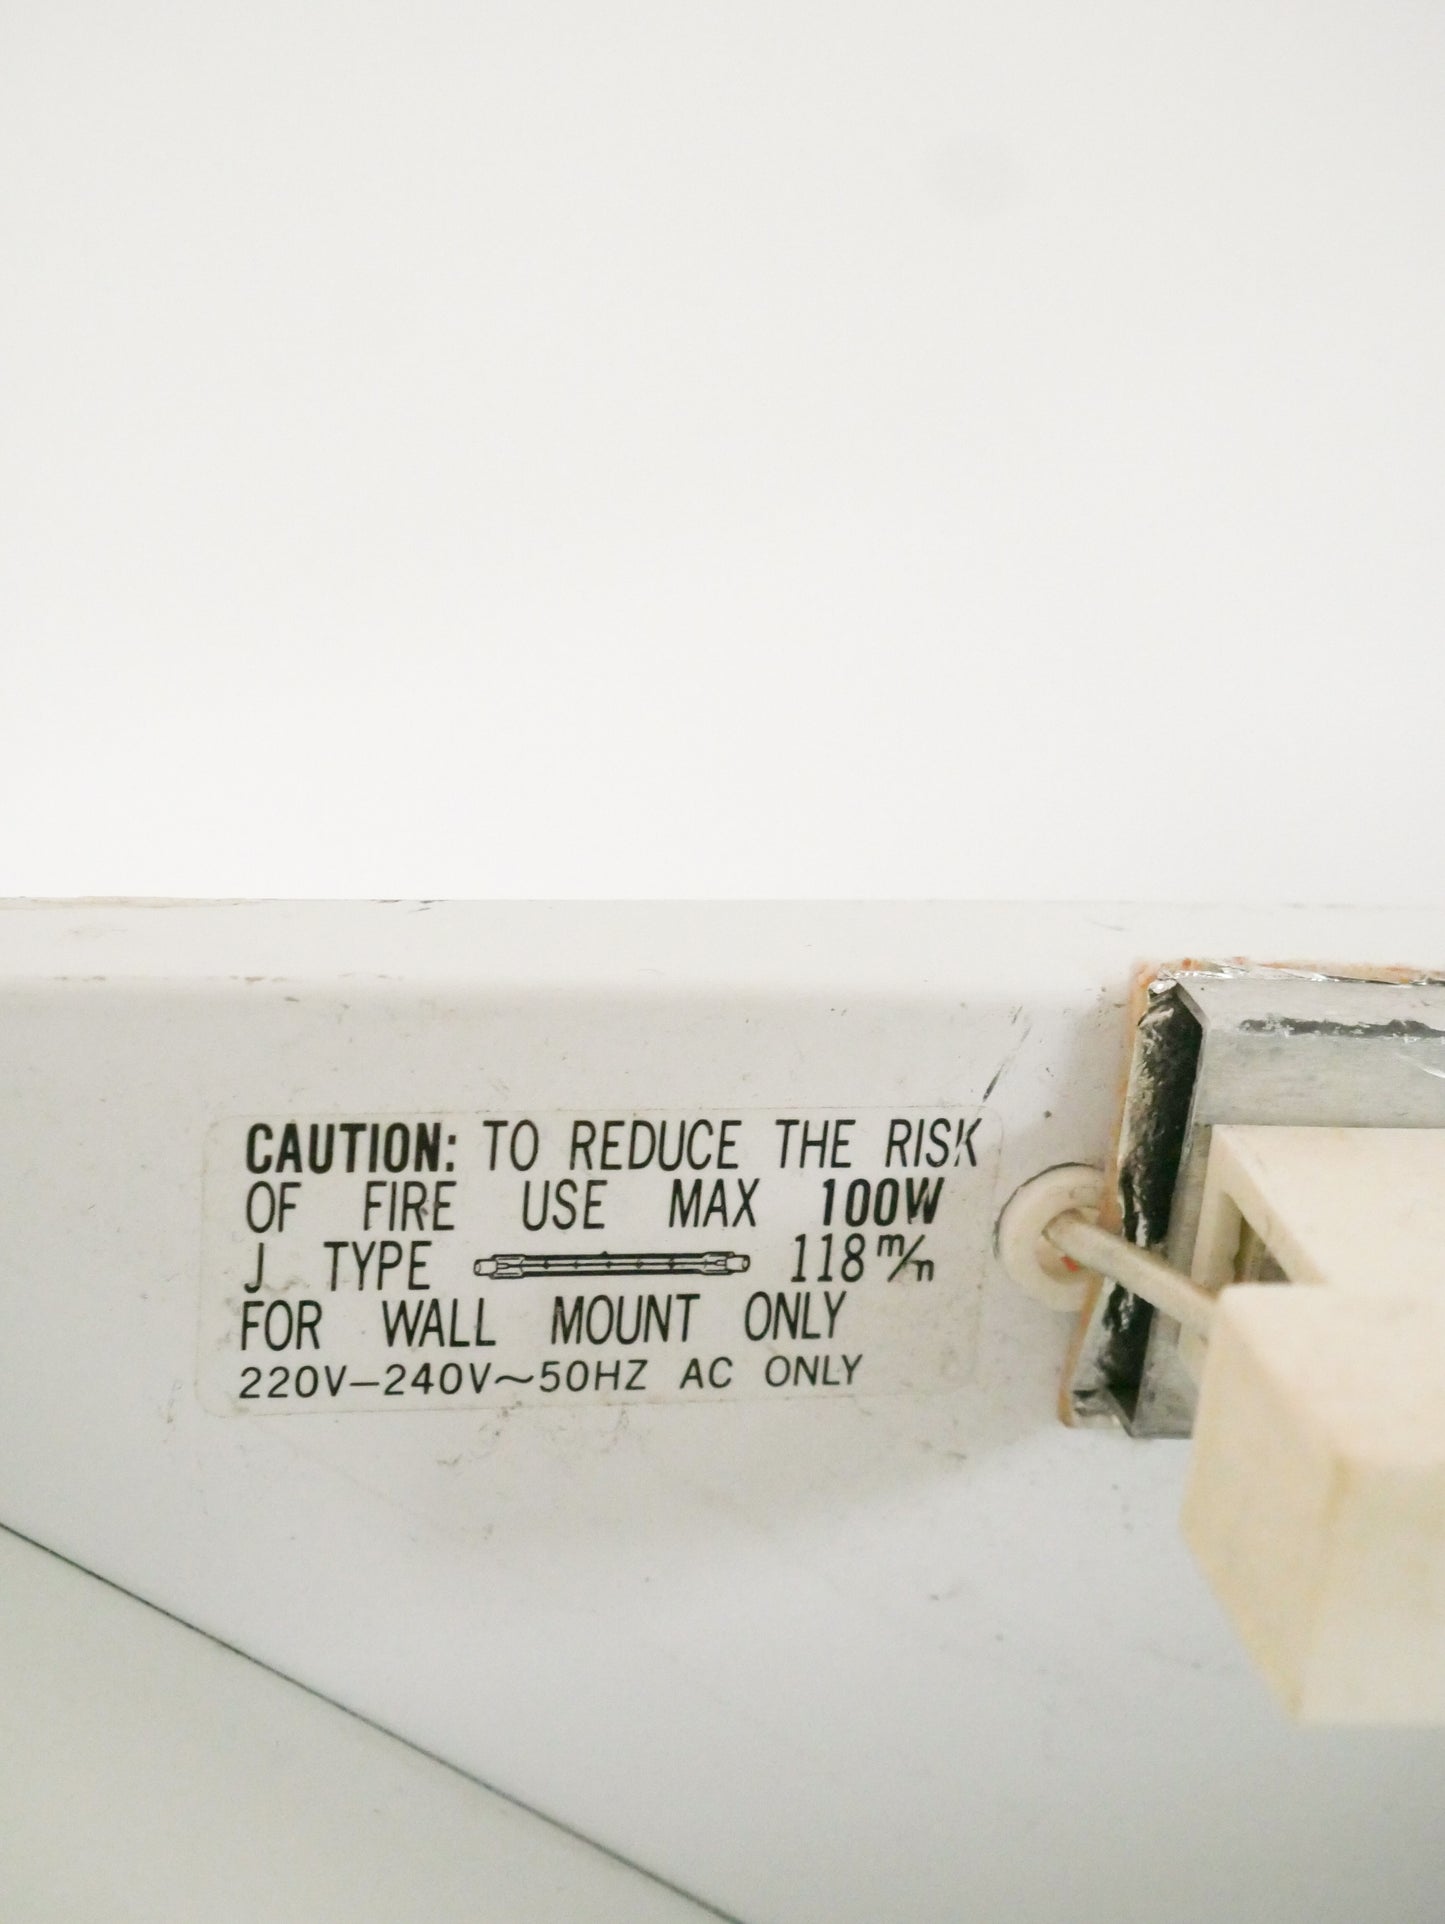 CAUTION: TO REDUCE THE RISK
OF FIRE USE MAX 100W
J TYPE 118 m/n
FOR WALL MOUNT ONLY
220V–240V~50HZ AC ONLY